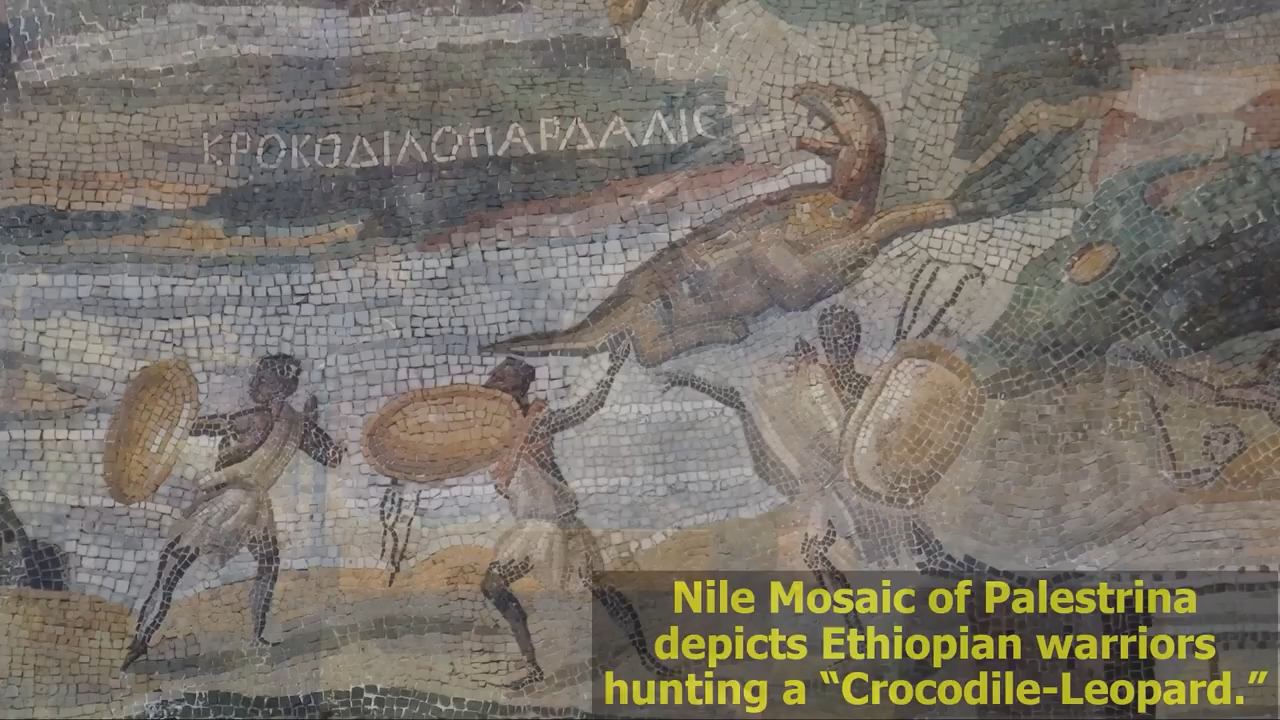 ΚΡΟΚΟΔΙΛΟΠΑΡΔΑΛΙϹ
Nile Mosaic of Palestrina
depicts Ethiopian warriors
hunting a “Crocodile-Leopard.”